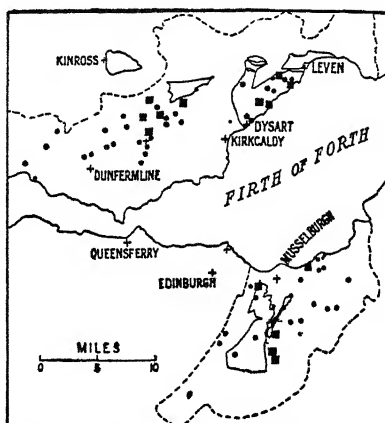 KINROSS
LEVEN
DYSART
KIRKCALDY
DUNFERMLINE
FIRTH OF FORTH
QUEENSFERRY
MUSSELBURGH
EDINBURGH
MILES
0 5 10